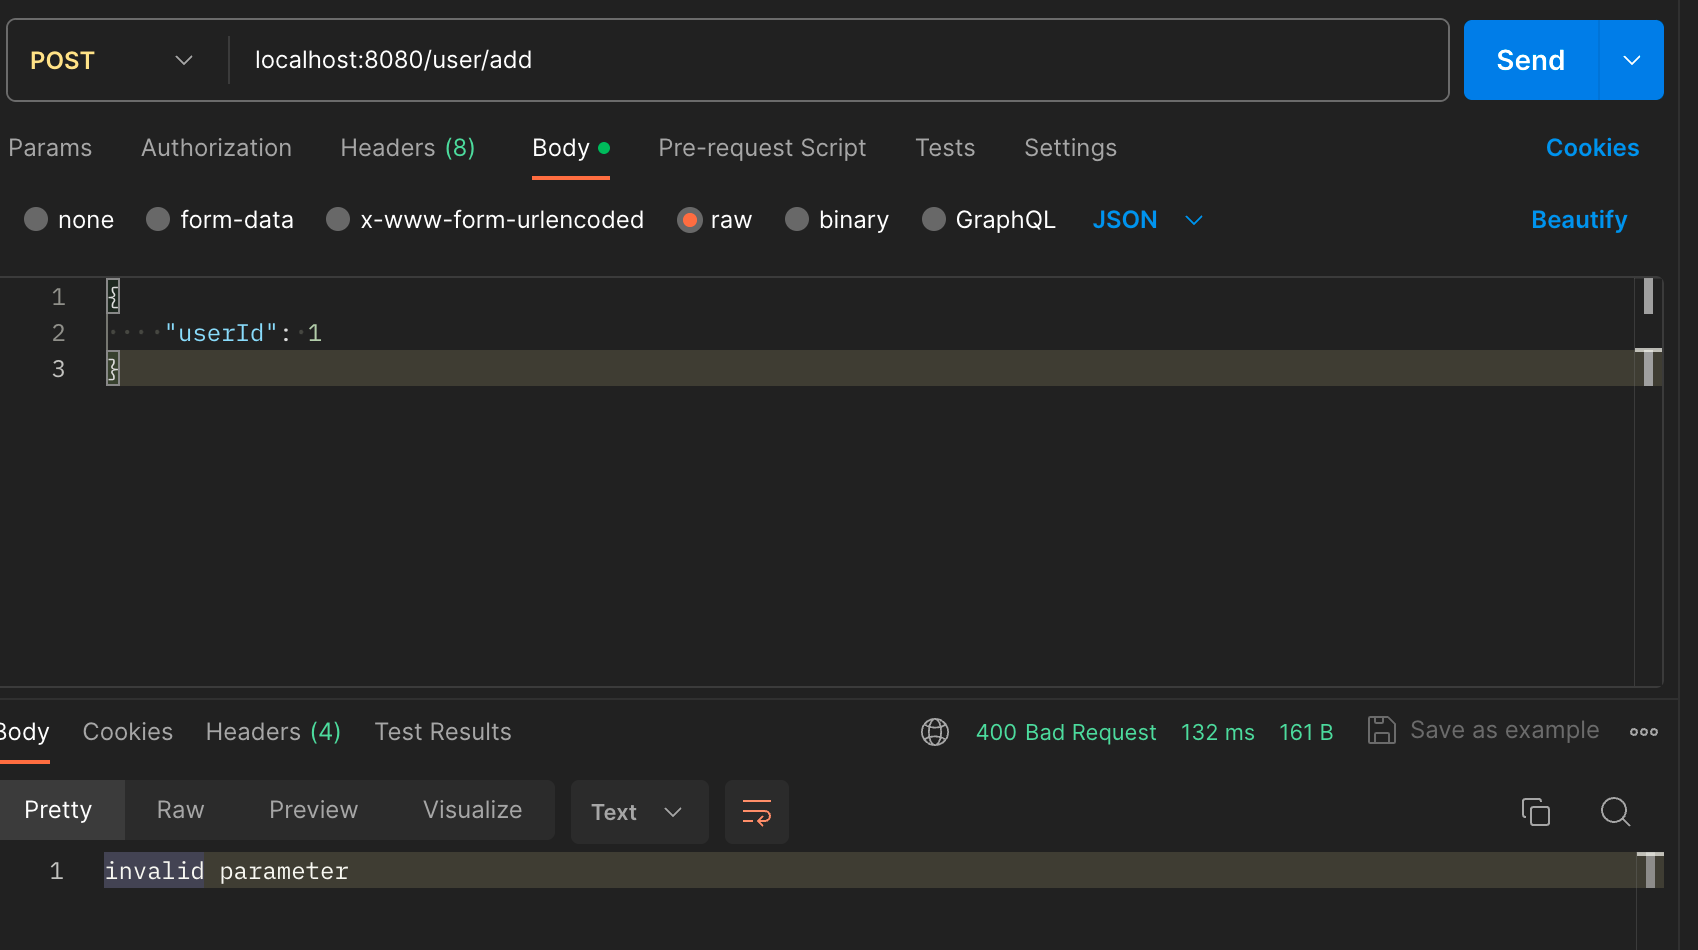 POST localhost:8080/user/add Send
Params Authorization Headers (8) Body Pre-request Script Tests Settings Cookies
none form-data x-www-form-urlencoded raw binary GraphQL JSON Beautify
1 {
2 "userId": 1
3 }
Body Cookies Headers (4) Test Results 400 Bad Request 132 ms 161 B Save as example
Pretty Raw Preview Visualize Text
1 invalid parameter